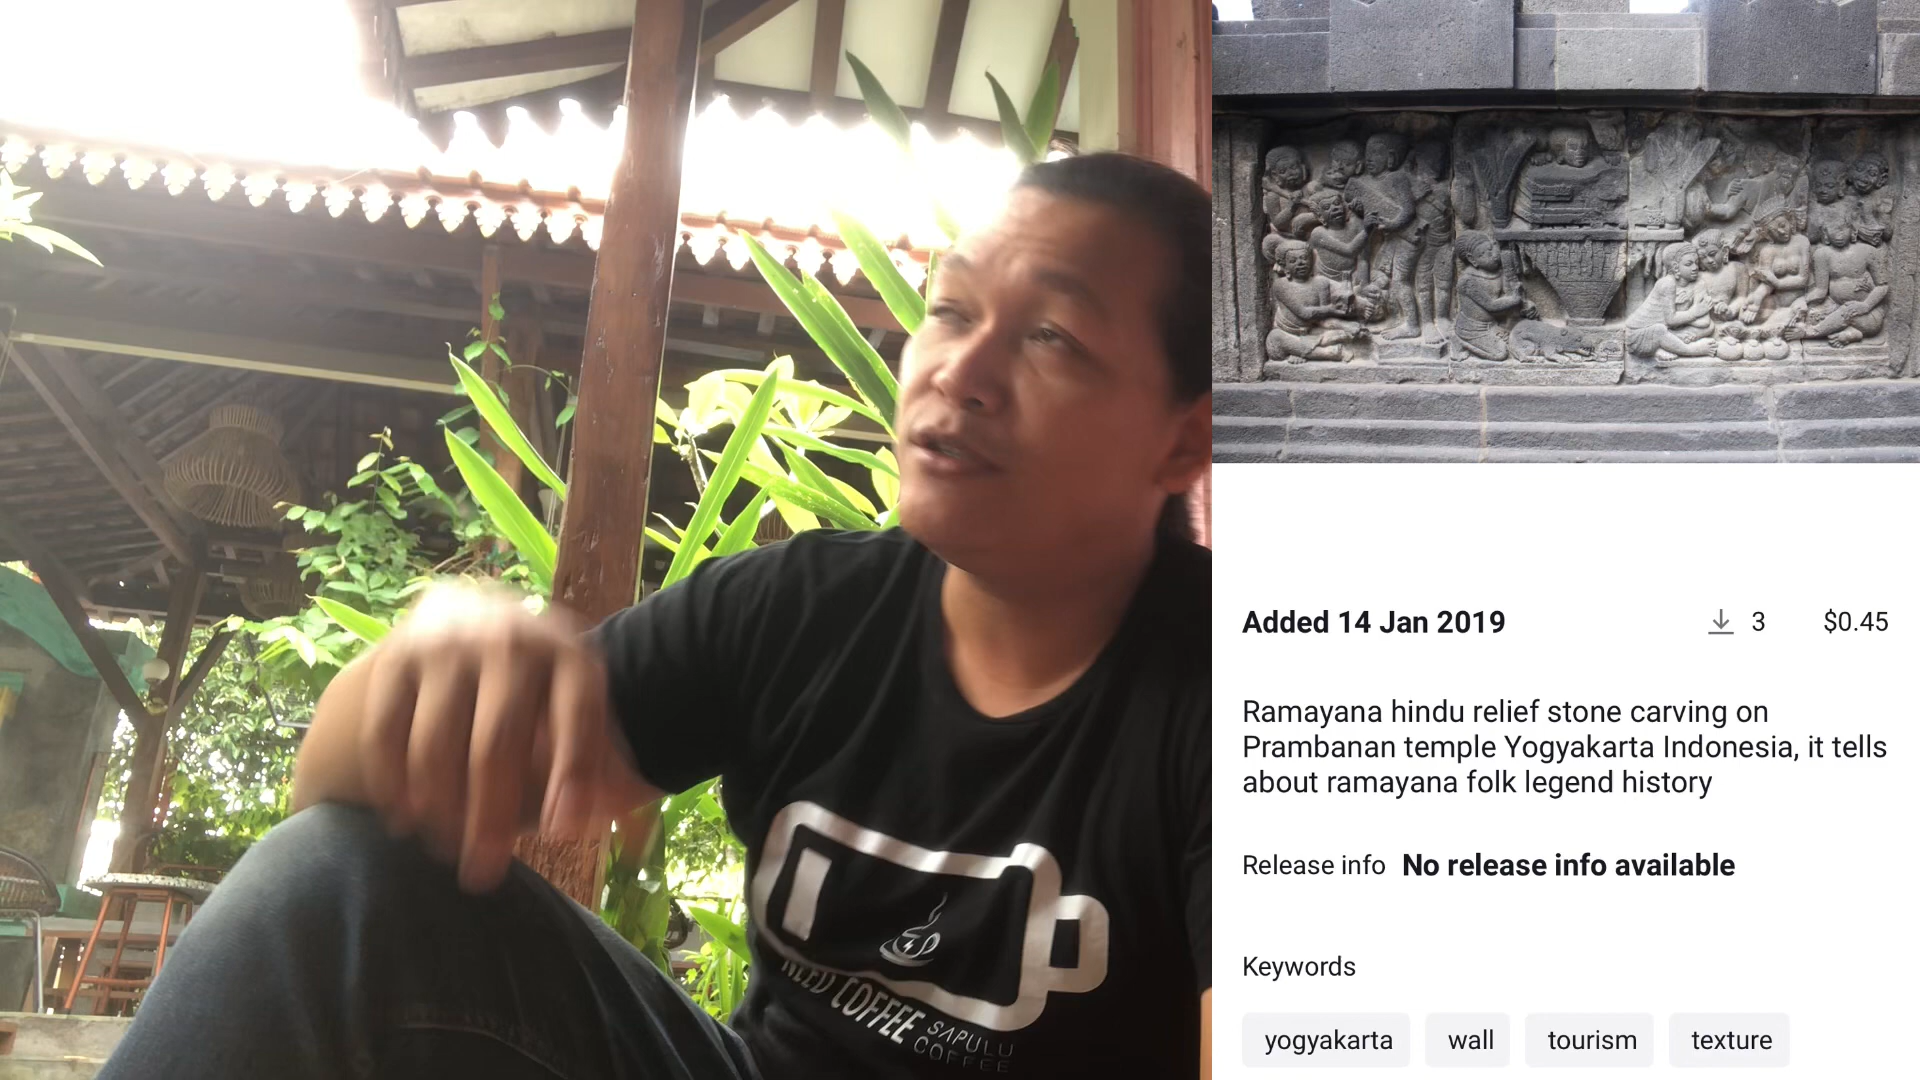 NEED COFFEE
SAPULU
COFFEE
Added 14 Jan 2019
3
$0.45
Ramayana hindu relief stone carving on
Prambanan temple Yogyakarta Indonesia, it tells
about ramayana folk legend history
Release info No release info available
Keywords
yogyakarta
wall
tourism
texture